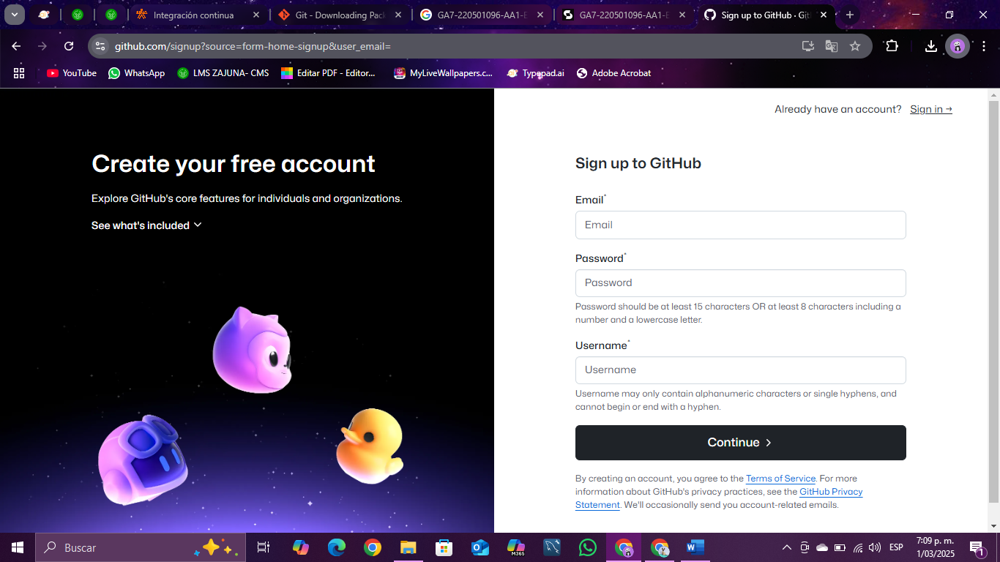 Integración continua
Git - Downloading Pac
GA7-220501096-AA1-E
GA7-220501096-AA1-E
Sign up to GitHub · Git
github.com/signup?source=form-home-signup&user_email=
YouTube
WhatsApp
LMS ZAJUNA- CMS
Editar PDF - Editor...
MyLiveWallpapers.c...
Typepad.ai
Adobe Acrobat
Already have an account? Sign in →
Create your free account
Explore GitHub's core features for individuals and organizations.
See what's included
Sign up to GitHub
Email*
Email
Password*
Password
Password should be at least 15 characters OR at least 8 characters including a
number and a lowercase letter.
Username*
Username
Username may only contain alphanumeric characters or single hyphens, and
cannot begin or end with a hyphen.
Continue
By creating an account, you agree to the Terms of Service. For more
information about GitHub's privacy practices, see the GitHub Privacy
Statement. We'll occasionally send you account-related emails.
Buscar
M365
ESP
7:09 p. m.
1/03/2025
1